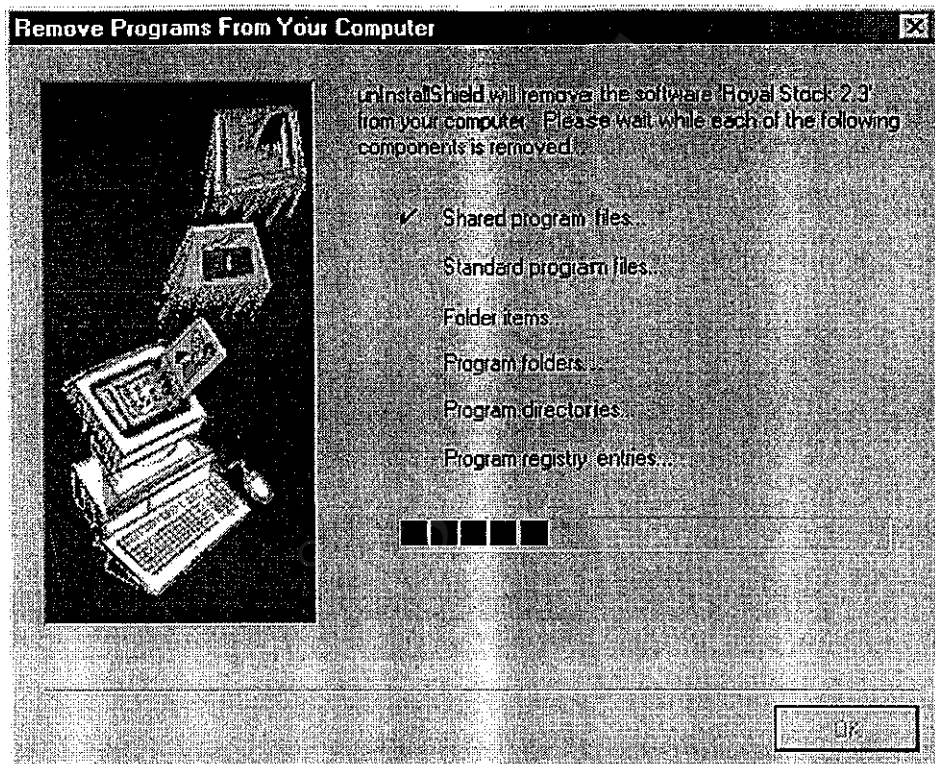 Remove Programs From Your Computer
unInstallShield will remove the software 'Royal Stock 2.3'
from your computer. Please wait while each of the following
components is removed...
✓ Shared program files...
Standard program files...
Folder items...
Program folders...
Program directories...
Program registry entries...
OK